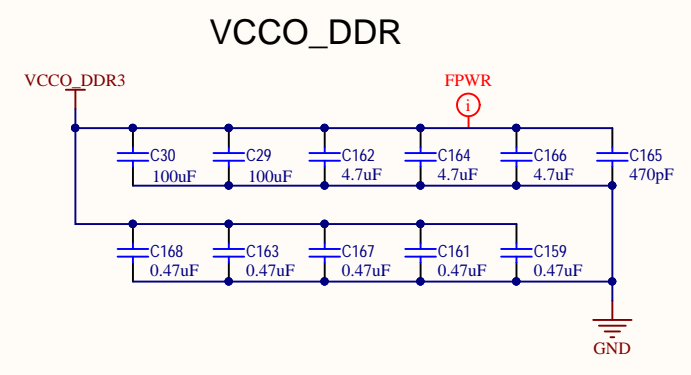 VCCO_DDR
VCCO_DDR3
FPWR
i
C30 C29 C162 C164 C166 C165
100uF 100uF 4.7uF 4.7uF 4.7uF 470pF
C168 C163 C167 C161 C159
0.47uF 0.47uF 0.47uF 0.47uF 0.47uF
GND